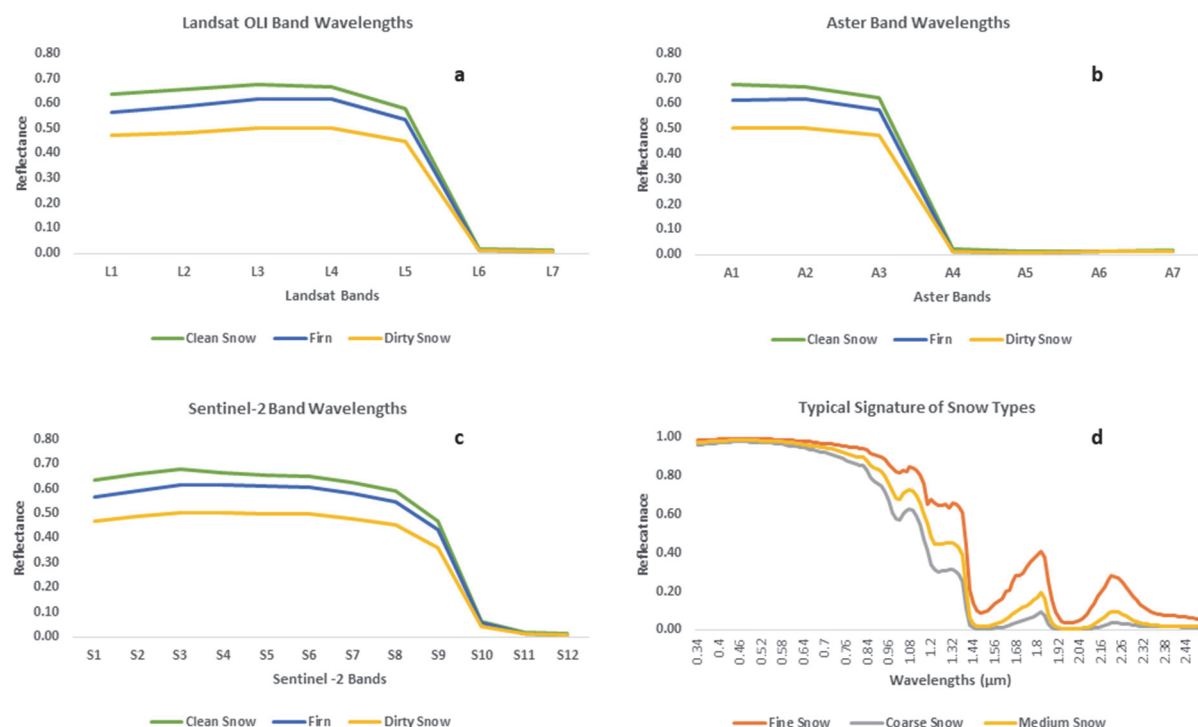 Landsat OLI Band Wavelengths
0.80
0.70
0.60
0.50
0.40
0.30
0.20
0.10
0.00
Reflectance
a
L1 L2 L3 L4 L5 L6 L7
Landsat Bands
Clean Snow Firn Dirty Snow
Aster Band Wavelengths
0.80
0.70
0.60
0.50
0.40
0.30
0.20
0.10
0.00
Reflectance
b
A1 A2 A3 A4 A5 A6 A7
Aster Bands
Clean Snow Firn Dirty Snow
Sentinel-2 Band Wavelengths
0.80
0.70
0.60
0.50
0.40
0.30
0.20
0.10
0.00
Reflectance
c
S1 S2 S3 S4 S5 S6 S7 S8 S9 S10 S11 S12
Sentinel -2 Bands
Clean Snow Firn Dirty Snow
Typical Signature of Snow Types
1.00
0.80
0.60
0.40
0.20
0.00
Reflecatnace
d
0.34 0.4 0.46 0.52 0.58 0.64 0.7 0.76 0.84 0.96 1.08 1.2 1.32 1.44 1.56 1.68 1.8 1.92 2.04 2.16 2.26 2.32 2.38 2.44
Wavelengths (μm)
Fine Snow Coarse Snow Medium Snow